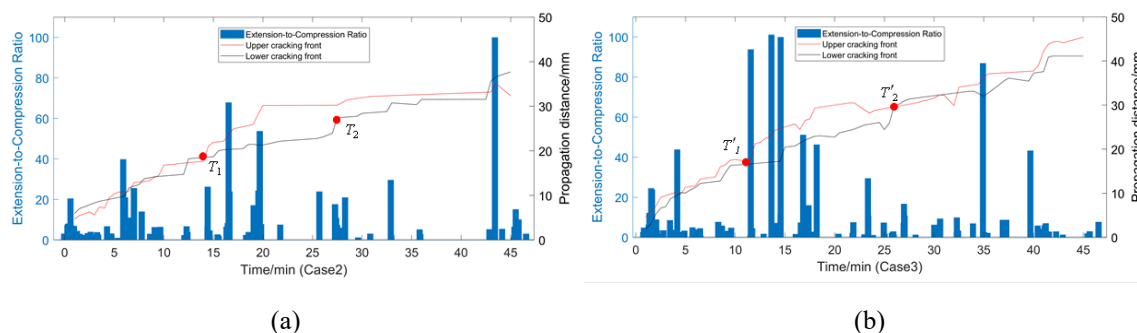 Extension-to-Compression Ratio
Upper cracking front
Lower cracking front
100
80
60
40
20
0
Extension-to-Compression Ratio
50
40
30
20
10
0
Propagation distance/mm
T₁
T₂
0 5 10 15 20 25 30 35 40 45
Time/min (Case2)
(a)
Extension-to-Compression Ratio
Upper cracking front
Lower cracking front
100
80
60
40
20
0
Extension-to-Compression Ratio
50
40
30
20
10
0
Propagation distance/mm
T'₁
T'₂
0 5 10 15 20 25 30 35 40 45
Time/min (Case3)
(b)